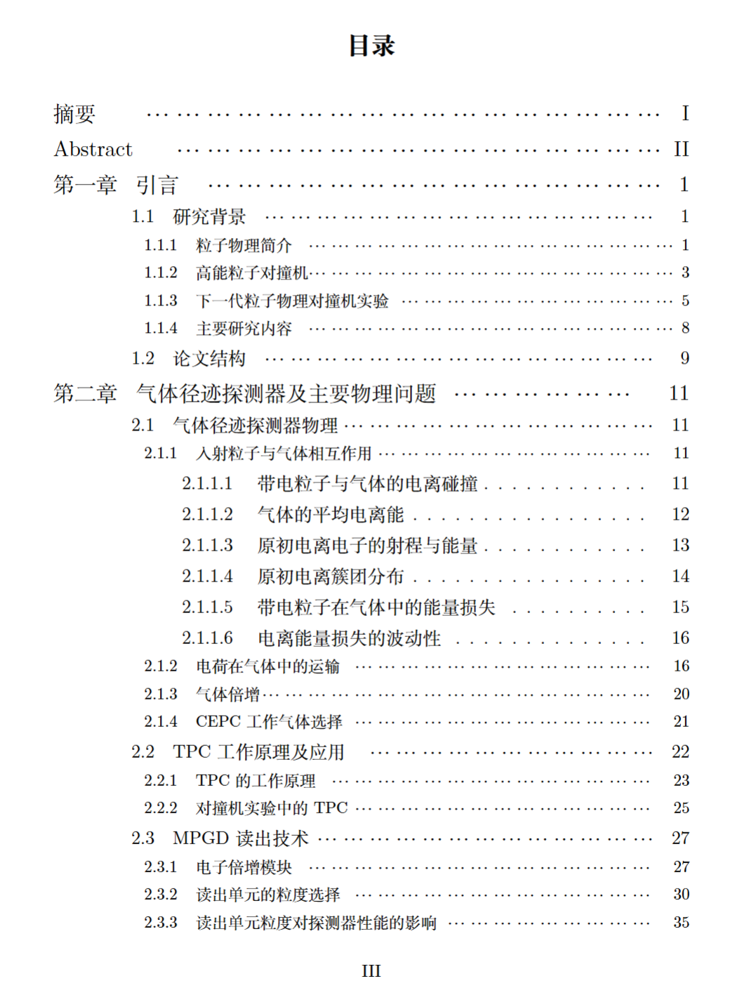 目录
摘要 ··· ··· ··· ··· ··· ··· ··· ··· ··· ··· ··· ··· ··· ··· ··· ··· ··· I
Abstract ··· ··· ··· ··· ··· ··· ··· ··· ··· ··· ··· ··· ··· ··· ··· ··· II
第一章 引言 ··· ··· ··· ··· ··· ··· ··· ··· ··· ··· ··· ··· ··· ··· ··· 1
1.1 研究背景 ··· ··· ··· ··· ··· ··· ··· ··· ··· ··· ··· ··· ··· ··· ··· 1
1.1.1 粒子物理简介 ··· ··· ··· ··· ··· ··· ··· ··· ··· ··· ··· ··· ··· ··· ··· ··· 1
1.1.2 高能粒子对撞机 ··· ··· ··· ··· ··· ··· ··· ··· ··· ··· ··· ··· ··· ··· ··· ··· 3
1.1.3 下一代粒子物理对撞机实验 ··· ··· ··· ··· ··· ··· ··· ··· ··· ··· ··· ··· 5
1.1.4 主要研究内容 ··· ··· ··· ··· ··· ··· ··· ··· ··· ··· ··· ··· ··· ··· ··· ··· 8
1.2 论文结构 ··· ··· ··· ··· ··· ··· ··· ··· ··· ··· ··· ··· ··· ··· ··· 9
第二章 气体径迹探测器及主要物理问题 ··· ··· ··· ··· ··· ··· 11
2.1 气体径迹探测器物理 ··· ··· ··· ··· ··· ··· ··· ··· ··· ··· ··· ··· 11
2.1.1 入射粒子与气体相互作用 ··· ··· ··· ··· ··· ··· ··· ··· ··· ··· ··· ··· 11
2.1.1.1 带电粒子与气体的电离碰撞 . . . . . . . . . . . . 11
2.1.1.2 气体的平均电离能 . . . . . . . . . . . . . . . . . 12
2.1.1.3 原初电离电子的射程与能量 . . . . . . . . . . . . 13
2.1.1.4 原初电离簇团分布 . . . . . . . . . . . . . . . . . 14
2.1.1.5 带电粒子在气体中的能量损失 . . . . . . . . . . 15
2.1.1.6 电离能量损失的波动性 . . . . . . . . . . . . . . 16
2.1.2 电荷在气体中的运输 ··· ··· ··· ··· ··· ··· ··· ··· ··· ··· ··· ··· ··· 16
2.1.3 气体倍增 ··· ··· ··· ··· ··· ··· ··· ··· ··· ··· ··· ··· ··· ··· ··· ··· ··· 20
2.1.4 CEPC 工作气体选择 ··· ··· ··· ··· ··· ··· ··· ··· ··· ··· ··· ··· ··· 21
2.2 TPC 工作原理及应用 ··· ··· ··· ··· ··· ··· ··· ··· ··· ··· ··· 22
2.2.1 TPC 的工作原理 ··· ··· ··· ··· ··· ··· ··· ··· ··· ··· ··· ··· ··· ··· 23
2.2.2 对撞机实验中的 TPC ··· ··· ··· ··· ··· ··· ··· ··· ··· ··· ··· ··· ··· 25
2.3 MPGD 读出技术 ··· ··· ··· ··· ··· ··· ··· ··· ··· ··· ··· ··· ··· 27
2.3.1 电子倍增模块 ··· ··· ··· ··· ··· ··· ··· ··· ··· ··· ··· ··· ··· ··· ··· 27
2.3.2 读出单元的粒度选择 ··· ··· ··· ··· ··· ··· ··· ··· ··· ··· ··· ··· ··· 30
2.3.3 读出单元粒度对探测器性能的影响 ··· ··· ··· ··· ··· ··· ··· ··· ··· 35
III